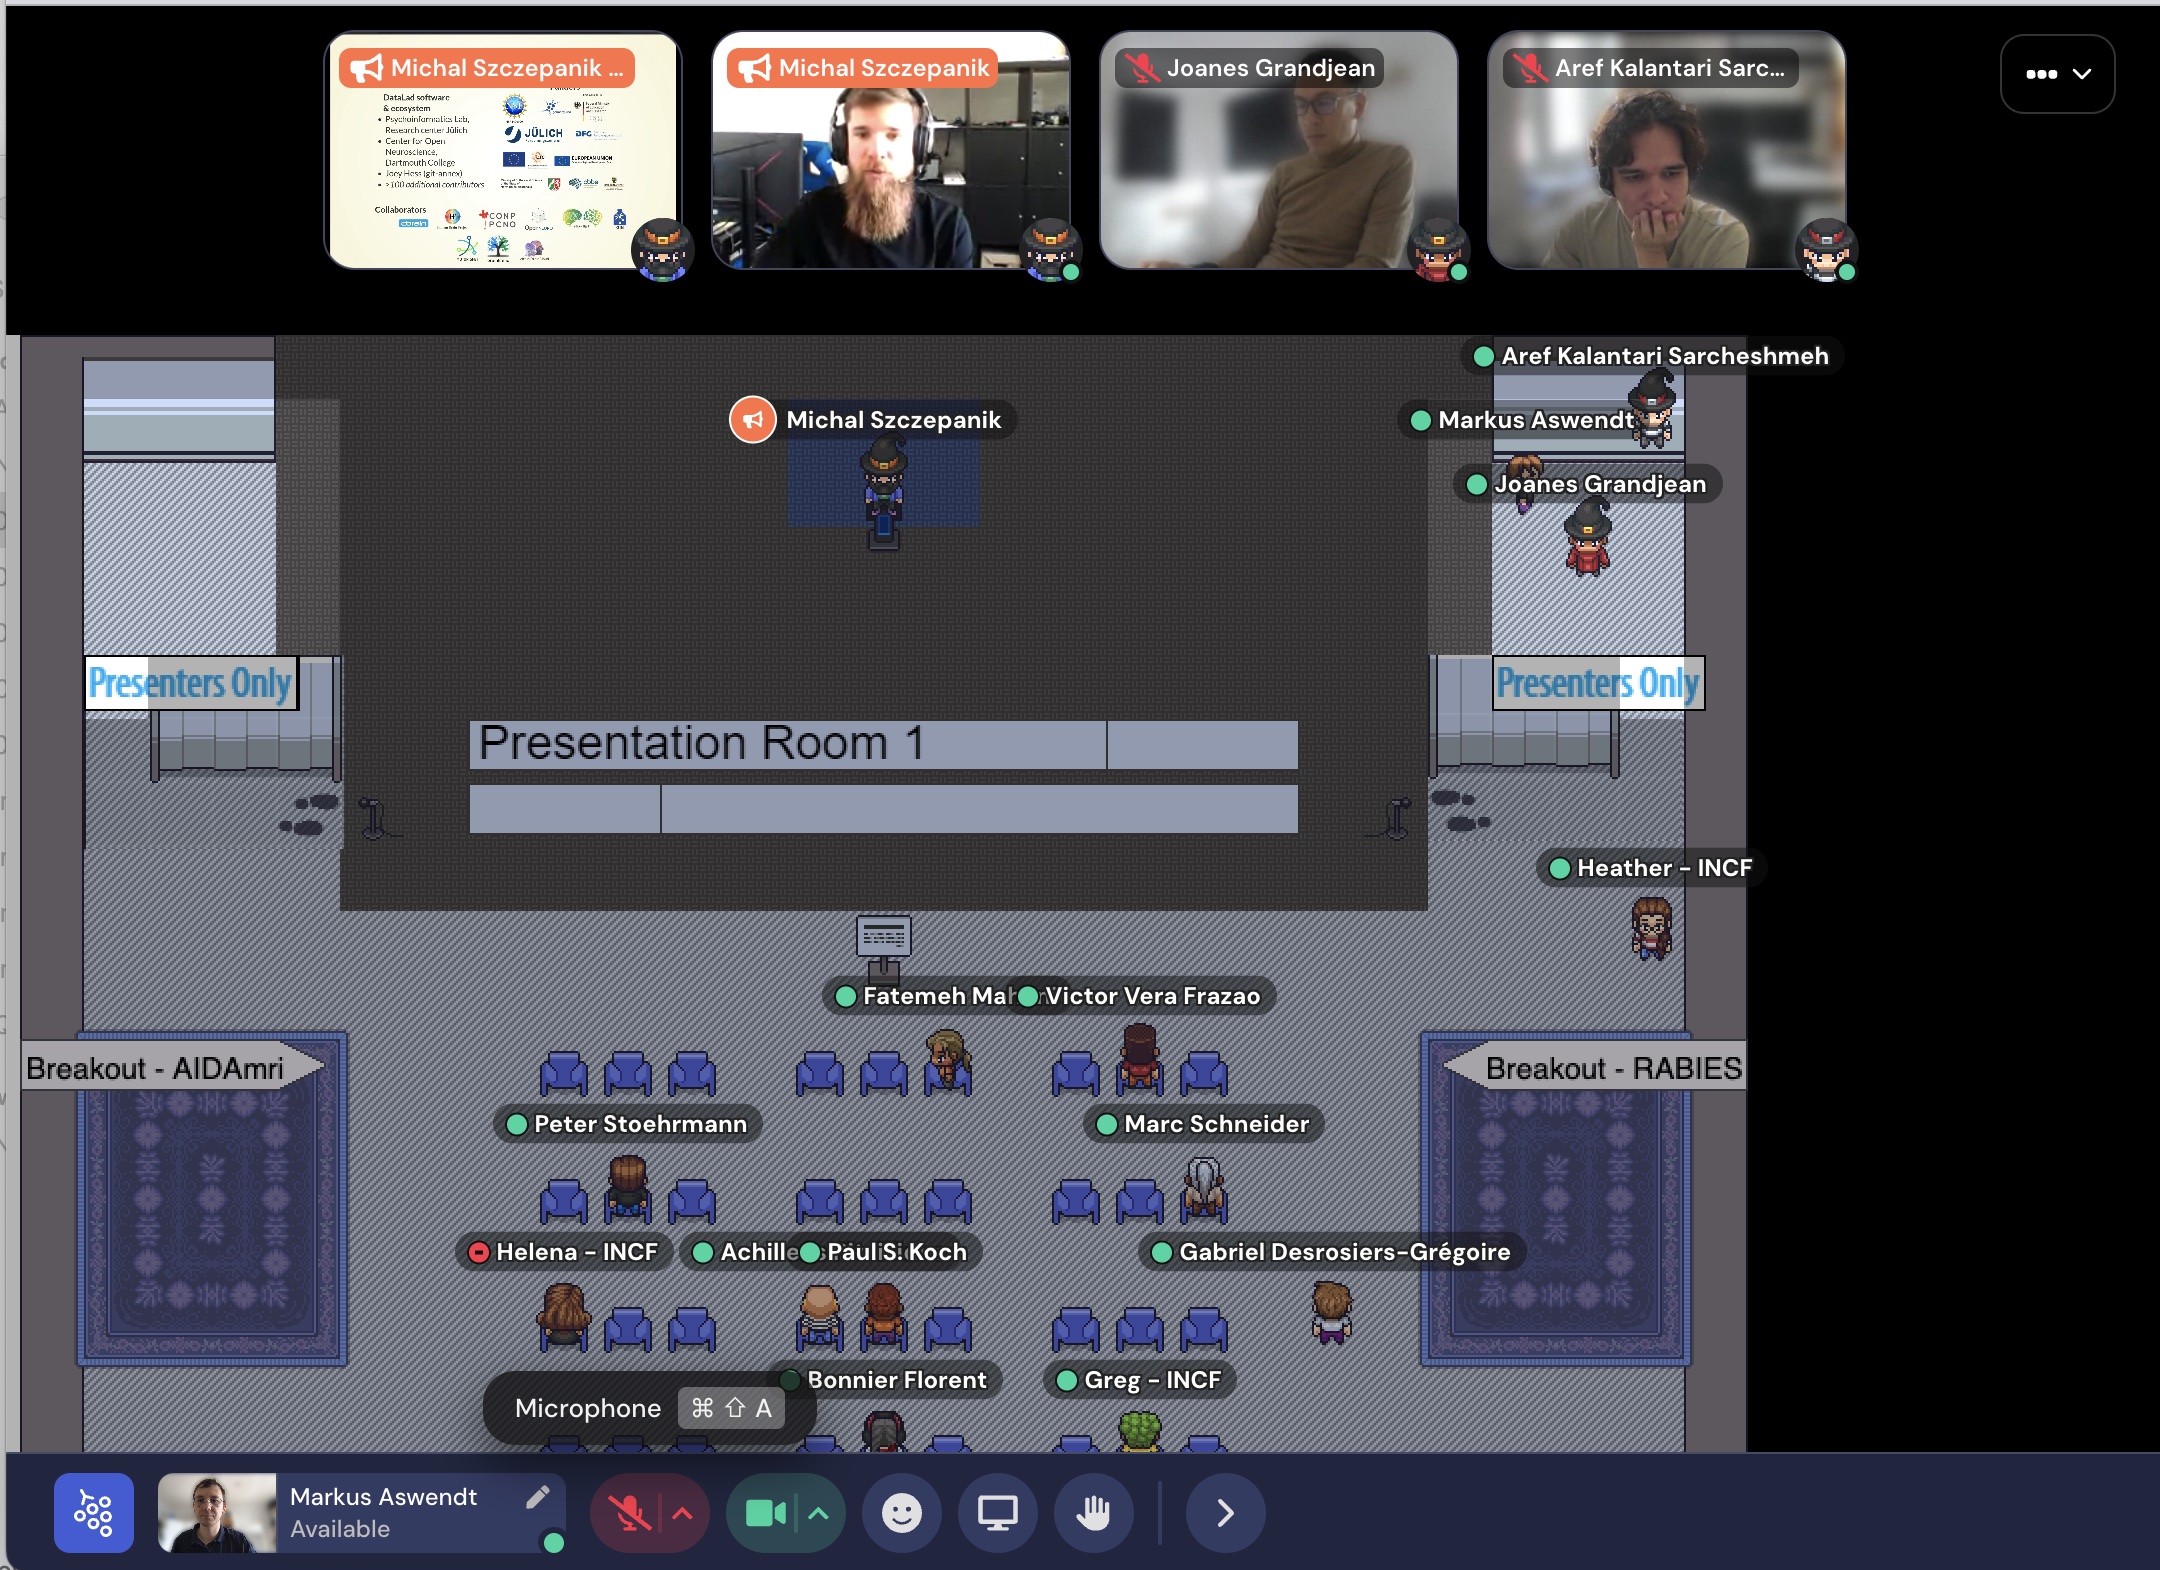 Michal Szczepanik ...
Michal Szczepanik
Joanes Grandjean
Aref Kalantari Sarc...
DataLad software
& ecosystem
• Psychoinformatics Lab,
Research center Jülich
• Center for Open
Neuroscience,
Dartmouth College
• Joey Hess (git-annex)
• >100 additional contributors
JÜLICH
DFG
EUROPEAN UNION
Collaborators
CONP
PCNO
Aref Kalantari Sarcheshmeh
Michal Szczepanik
Markus Aswendt
Joanes Grandjean
Presenters Only
Presenters Only
Presentation Room 1
Heather - INCF
Fatemeh
Victor Vera Frazao
Breakout - AIDAmri
Breakout - RABIES
Peter Stoehrmann
Marc Schneider
Helena - INCF
Paul S. Koch
Gabriel Desrosiers-Grégoire
Bonnier Florent
Greg - INCF
Microphone ⌘ ⇧ A
Markus Aswendt
Available